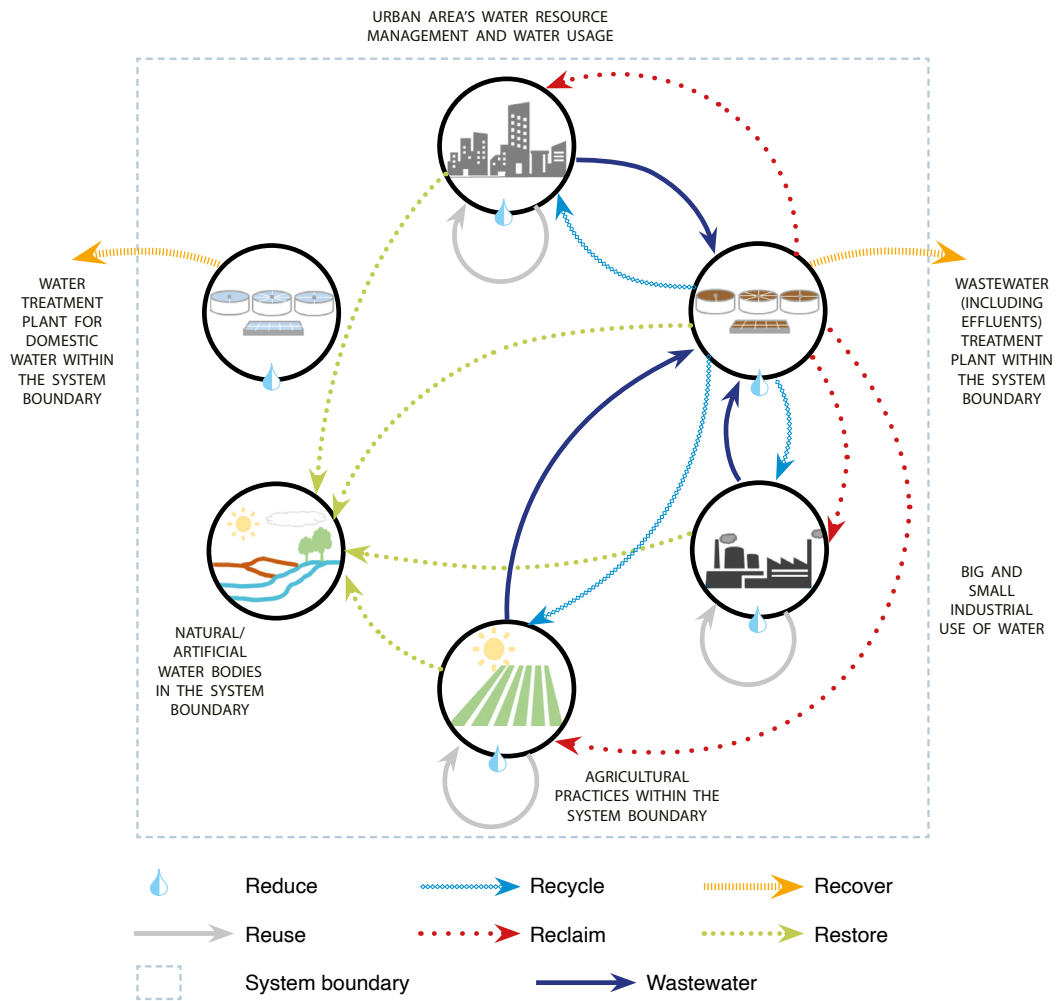 URBAN AREA'S WATER RESOURCE
MANAGEMENT AND WATER USAGE
WATER
TREATMENT
PLANT FOR
DOMESTIC
WATER WITHIN
THE SYSTEM
BOUNDARY
WASTEWATER
(INCLUDING
EFFLUENTS)
TREATMENT
PLANT WITHIN
THE SYSTEM
BOUNDARY
BIG AND
SMALL
INDUSTRIAL
USE OF WATER
NATURAL/
ARTIFICIAL
WATER BODIES
IN THE SYSTEM
BOUNDARY
AGRICULTURAL
PRACTICES WITHIN THE
SYSTEM BOUNDARY
Reduce
Recycle
Recover
Reuse
Reclaim
Restore
System boundary
Wastewater